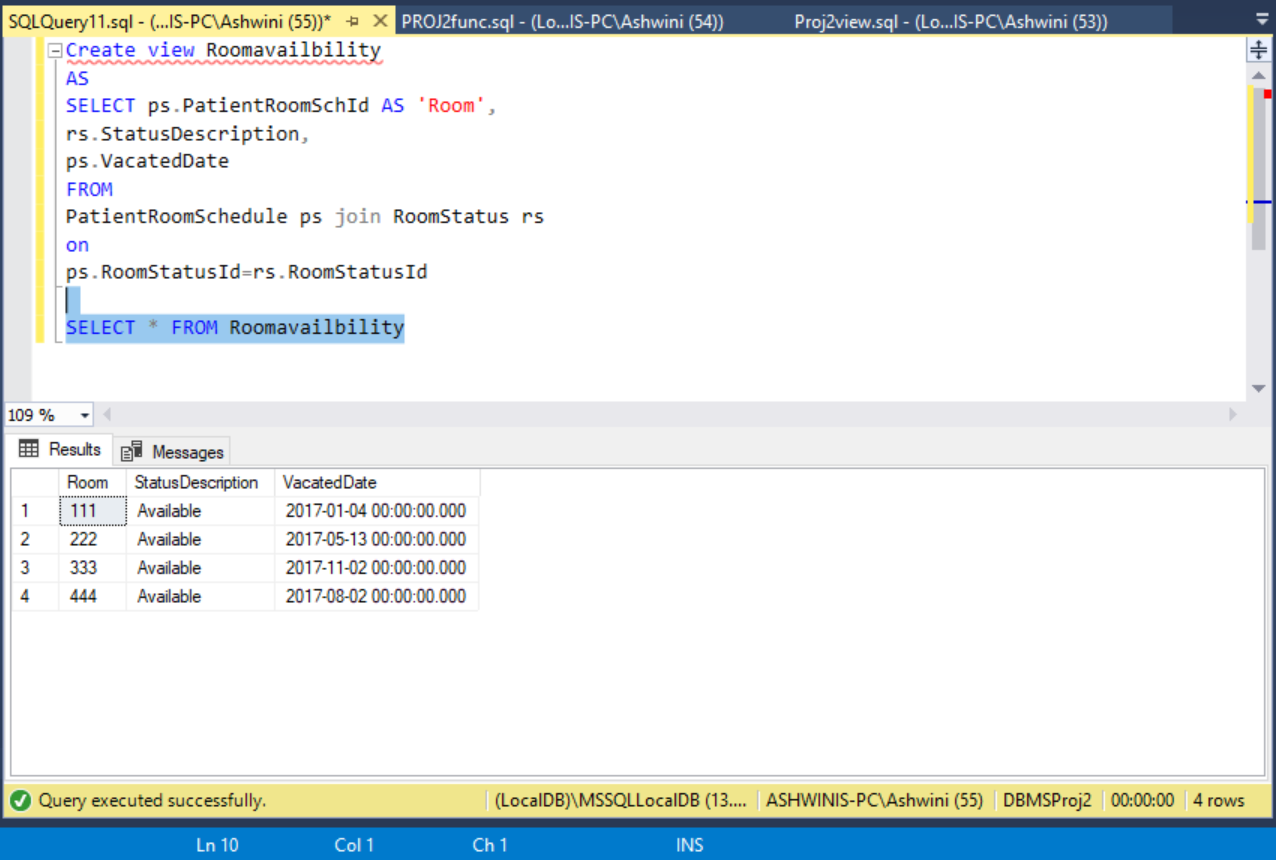 SQLQuery11.sql - (...IS-PC\Ashwini (55))* PROJ2func.sql - (Lo...IS-PC\Ashwini (54)) Proj2view.sql - (Lo...IS-PC\Ashwini (53))
Create view Roomavailbility
AS
SELECT ps.PatientRoomSchId AS 'Room',
rs.StatusDescription,
ps.VacatedDate
FROM
PatientRoomSchedule ps join RoomStatus rs
on
ps.RoomStatusId=rs.RoomStatusId
SELECT * FROM Roomavailbility
109 %
Results Messages
Room StatusDescription VacatedDate
1 111 Available 2017-01-04 00:00:00.000
2 222 Available 2017-05-13 00:00:00.000
3 333 Available 2017-11-02 00:00:00.000
4 444 Available 2017-08-02 00:00:00.000
Query executed successfully. (LocalDB)\MSSQLLocalDB (13.... ASHWINIS-PC\Ashwini (55) DBMSProj2 00:00:00 4 rows
Ln 10 Col 1 Ch 1 INS